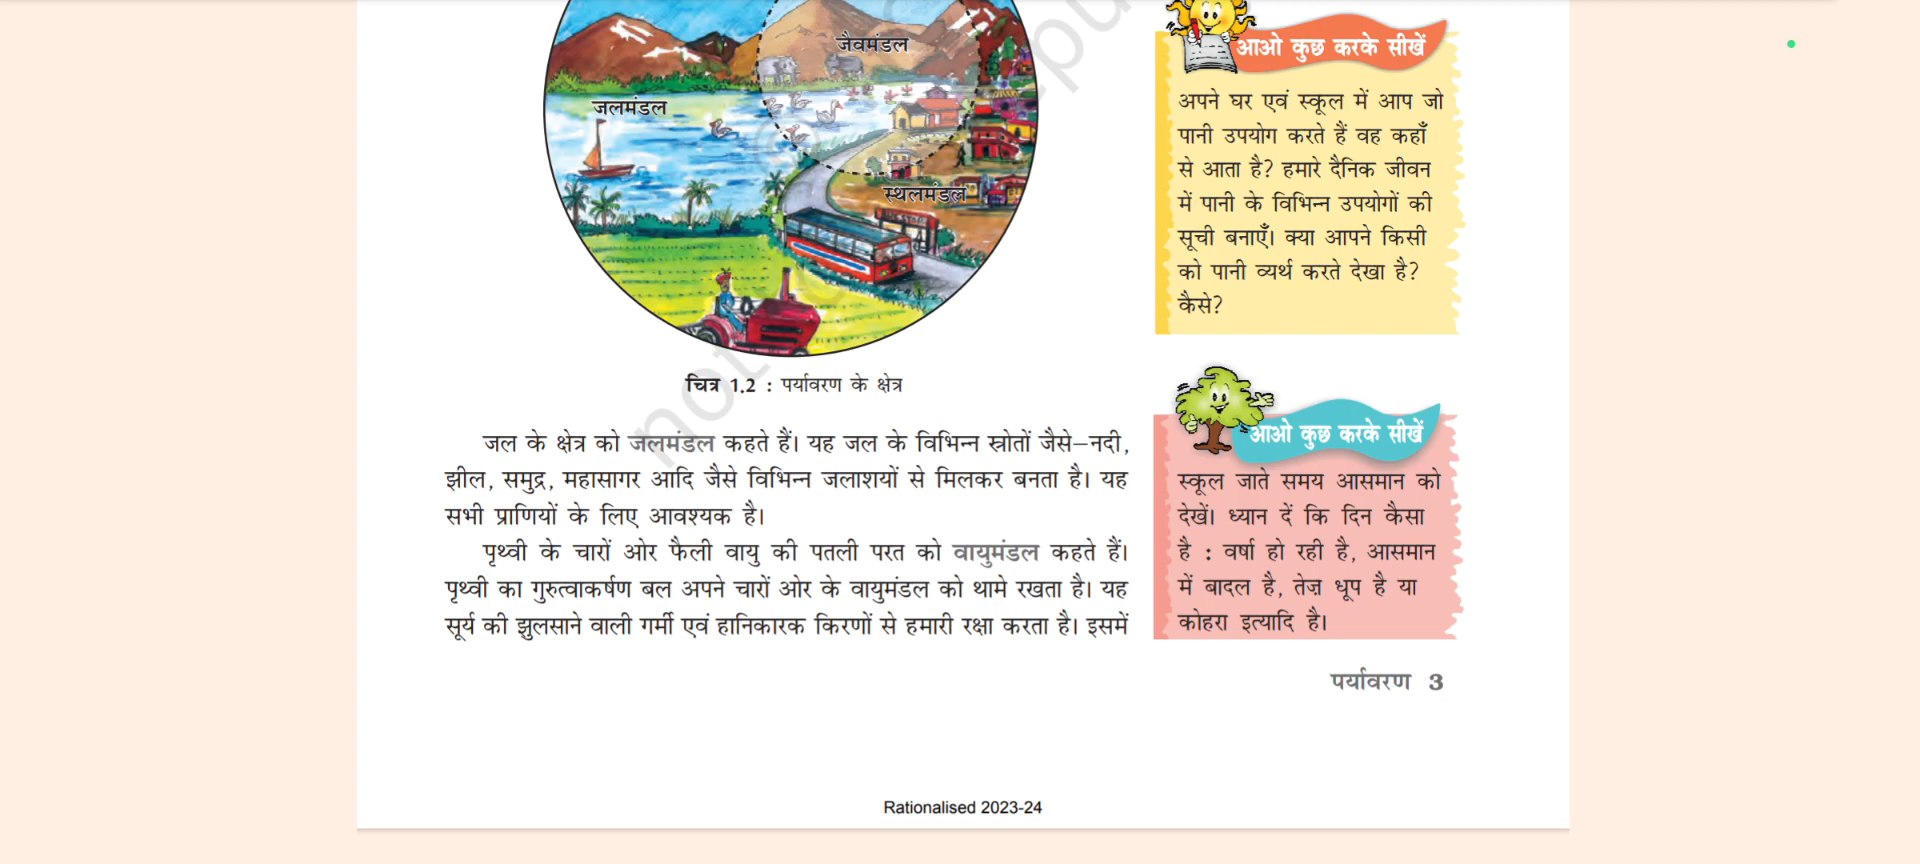 जैवमंडल
जलमंडल
स्थलमंडल
चित्र 1.2 : पर्यावरण के क्षेत्र
जल के क्षेत्र को जलमंडल कहते हैं। यह जल के विभिन्न स्रोतों जैसे–नदी,
झील, समुद्र, महासागर आदि जैसे विभिन्न जलाशयों से मिलकर बनता है। यह
सभी प्राणियों के लिए आवश्यक है।
पृथ्वी के चारों ओर फैली वायु की पतली परत को वायुमंडल कहते हैं।
पृथ्वी का गुरुत्वाकर्षण बल अपने चारों ओर के वायुमंडल को थामे रखता है। यह
सूर्य की झुलसाने वाली गर्मी एवं हानिकारक किरणों से हमारी रक्षा करता है। इसमें
आओ कुछ करके सीखें
अपने घर एवं स्कूल में आप जो
पानी उपयोग करते हैं वह कहाँ
से आता है? हमारे दैनिक जीवन
में पानी के विभिन्न उपयोगों की
सूची बनाएँ। क्या आपने किसी
को पानी व्यर्थ करते देखा है?
कैसे?
आओ कुछ करके सीखें
स्कूल जाते समय आसमान को
देखें। ध्यान दें कि दिन कैसा
है : वर्षा हो रही है, आसमान
में बादल है, तेज़ धूप है या
कोहरा इत्यादि है।
पर्यावरण 3
Rationalised 2023-24
not